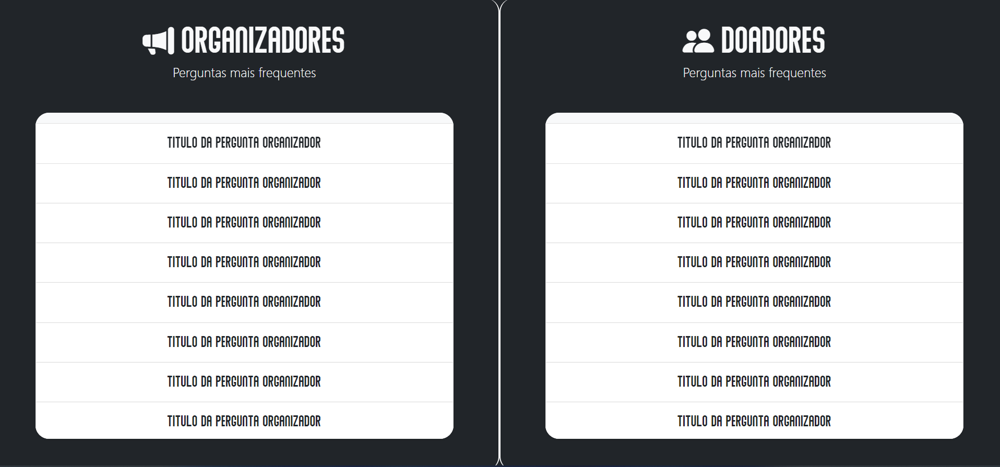 ORGANIZADORES
Perguntas mais frequentes
TITULO DA PERGUNTA ORGANIZADOR
TITULO DA PERGUNTA ORGANIZADOR
TITULO DA PERGUNTA ORGANIZADOR
TITULO DA PERGUNTA ORGANIZADOR
TITULO DA PERGUNTA ORGANIZADOR
TITULO DA PERGUNTA ORGANIZADOR
TITULO DA PERGUNTA ORGANIZADOR
TITULO DA PERGUNTA ORGANIZADOR
DOADORES
Perguntas mais frequentes
TITULO DA PERGUNTA ORGANIZADOR
TITULO DA PERGUNTA ORGANIZADOR
TITULO DA PERGUNTA ORGANIZADOR
TITULO DA PERGUNTA ORGANIZADOR
TITULO DA PERGUNTA ORGANIZADOR
TITULO DA PERGUNTA ORGANIZADOR
TITULO DA PERGUNTA ORGANIZADOR
TITULO DA PERGUNTA ORGANIZADOR